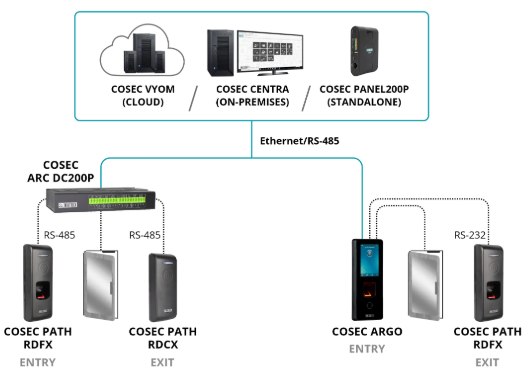 COSEC VYOM
(CLOUD)
/
COSEC CENTRA
(ON-PREMISES)
/
COSEC PANEL200P
(STANDALONE)
Ethernet/RS-485
COSEC
ARC DC200P
RS-485
RS-485
RS-232
COSEC PATH
RDFX
ENTRY
COSEC PATH
RDCX
EXIT
COSEC ARGO
ENTRY
COSEC PATH
RDFX
EXIT